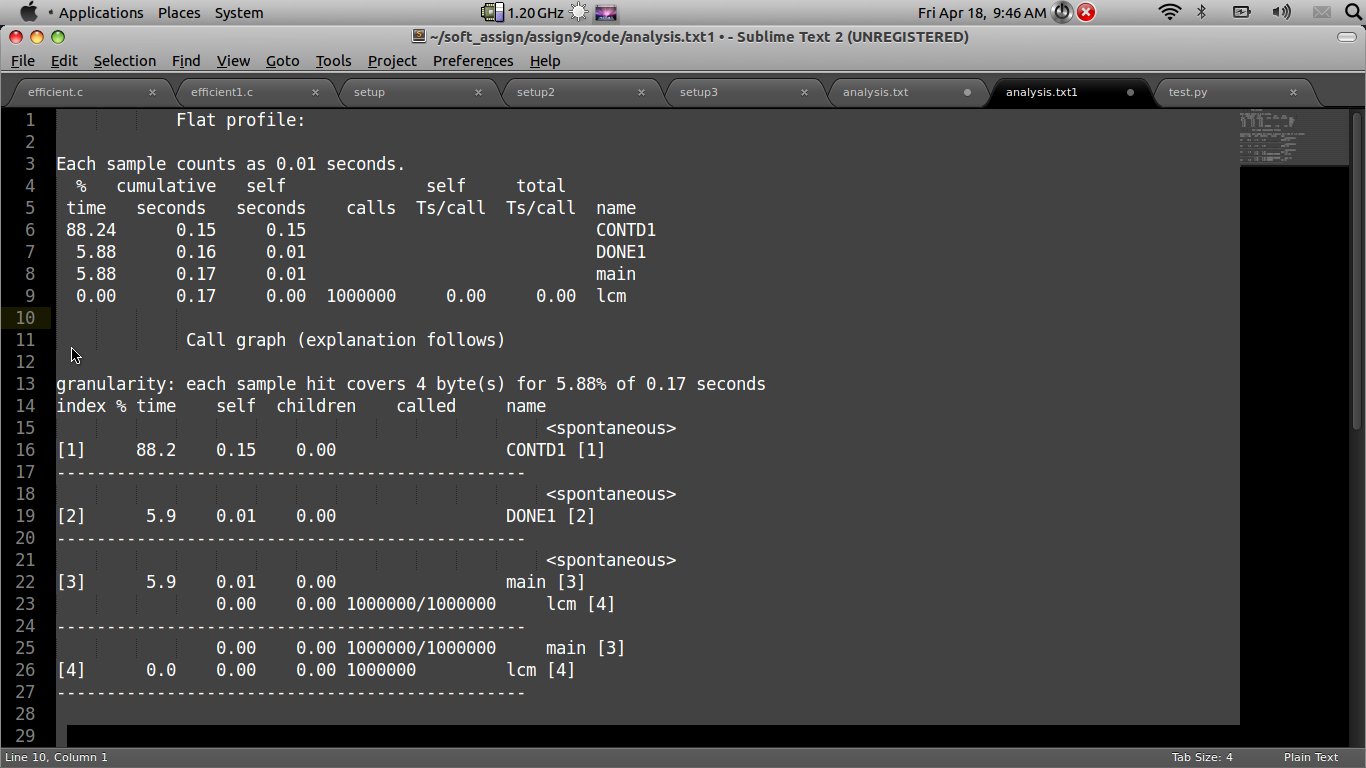 Applications Places System 1.20 GHz Fri Apr 18, 9:46 AM
~/soft_assign/assign9/code/analysis.txt1 • - Sublime Text 2 (UNREGISTERED)
File Edit Selection Find View Goto Tools Project Preferences Help
efficient.c × efficient1.c × setup × setup2 × setup3 × analysis.txt • analysis.txt1 • test.py ×
1 Flat profile:
2
3 Each sample counts as 0.01 seconds.
4 % cumulative self self total
5 time seconds seconds calls Ts/call Ts/call name
6 88.24 0.15 0.15 CONTD1
7 5.88 0.16 0.01 DONE1
8 5.88 0.17 0.01 main
9 0.00 0.17 0.00 1000000 0.00 0.00 lcm
10
11 Call graph (explanation follows)
12
13 granularity: each sample hit covers 4 byte(s) for 5.88% of 0.17 seconds
14 index % time self children called name
15 <spontaneous>
16 [1] 88.2 0.15 0.00 CONTD1 [1]
17 -----------------------------------------------
18 <spontaneous>
19 [2] 5.9 0.01 0.00 DONE1 [2]
20 -----------------------------------------------
21 <spontaneous>
22 [3] 5.9 0.01 0.00 main [3]
23 0.00 0.00 1000000/1000000 lcm [4]
24 -----------------------------------------------
25 0.00 0.00 1000000/1000000 main [3]
26 [4] 0.0 0.00 0.00 1000000 lcm [4]
27 -----------------------------------------------
28
29
Line 10, Column 1 Tab Size: 4 Plain Text